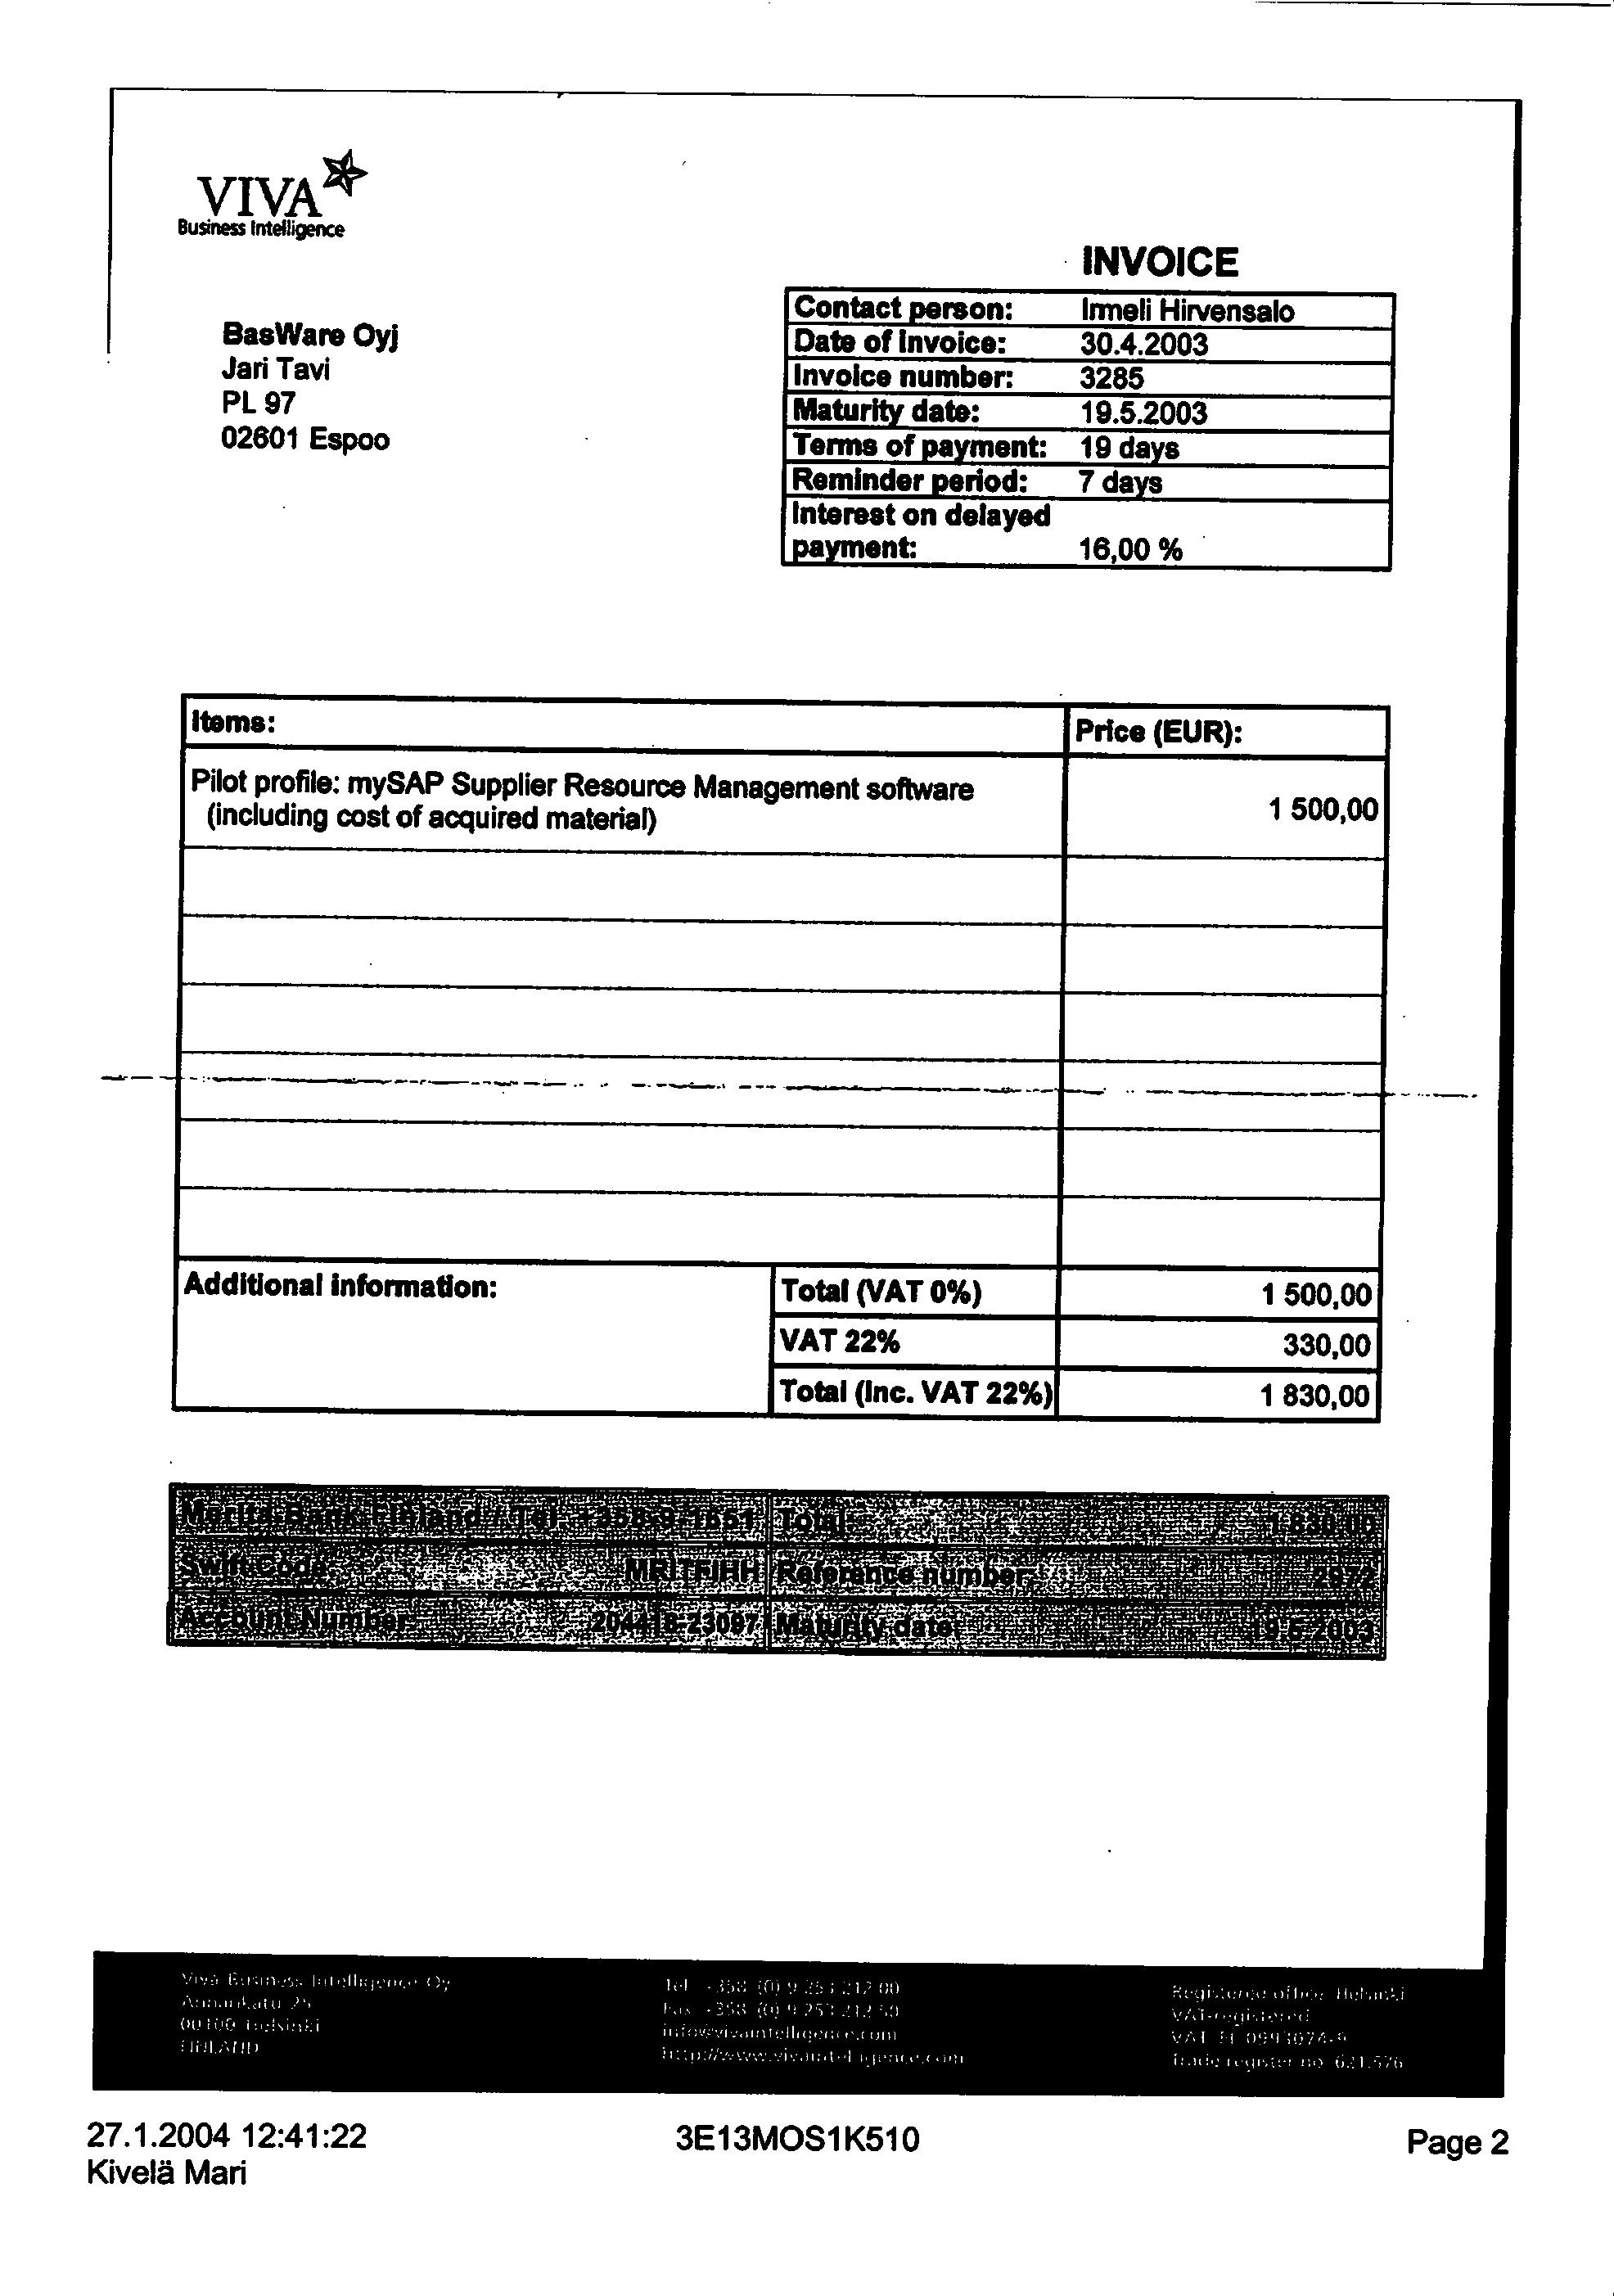 VIVA
Business Intelligence
INVOICE
BasWare Oyj
Jari Tavi
PL 97
02601 Espoo
Contact person: Irmeli Hirvensalo
Date of invoice: 30.4.2003
Invoice number: 3285
Maturity date: 19.5.2003
Terms of payment: 19 days
Reminder period: 7 days
Interest on delayed
payment: 16,00 %
Items: Price (EUR):
Pilot profile: mySAP Supplier Resource Management software
(including cost of acquired material) 1 500,00
Additional information:
Total (VAT 0%) 1 500,00
VAT 22% 330,00
Total (inc. VAT 22%) 1 830,00
Merita Bank Finland / Tel. +358-9-1651 Total: 1 830,00
Swift Code: MRITFIHH Reference number: 2972
Account Number: 204418-23097 Maturity date: 19.5.2003
Viva Business Intelligence Oy
Annankatu 25
00100 Helsinki
FINLAND
Tel. +358 (0) 9 253 212 00
Fax +358 (0) 9 253 212 50
info@vivaintelligence.com
http://www.vivaintelligence.com
Registered office Helsinki
VAT-registered
VAT FI 0993074-9
Trade register no. 621.576
27.1.2004 12:41:22 3E13MOS1K510 Page 2
Kivelä Mari